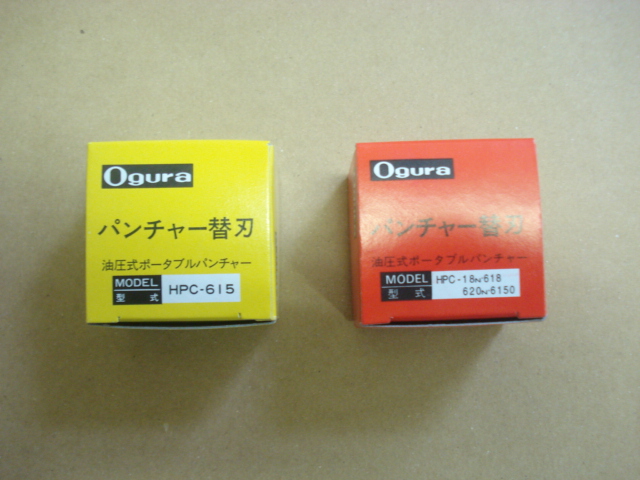 Ogura
パンチャー替刃
油圧式ポータブルパンチャー
MODEL
型式
HPC-615
Ogura
パンチャー替刃
油圧式ポータブルパンチャー
MODEL
型式
HPC-18N·618
620N·6150